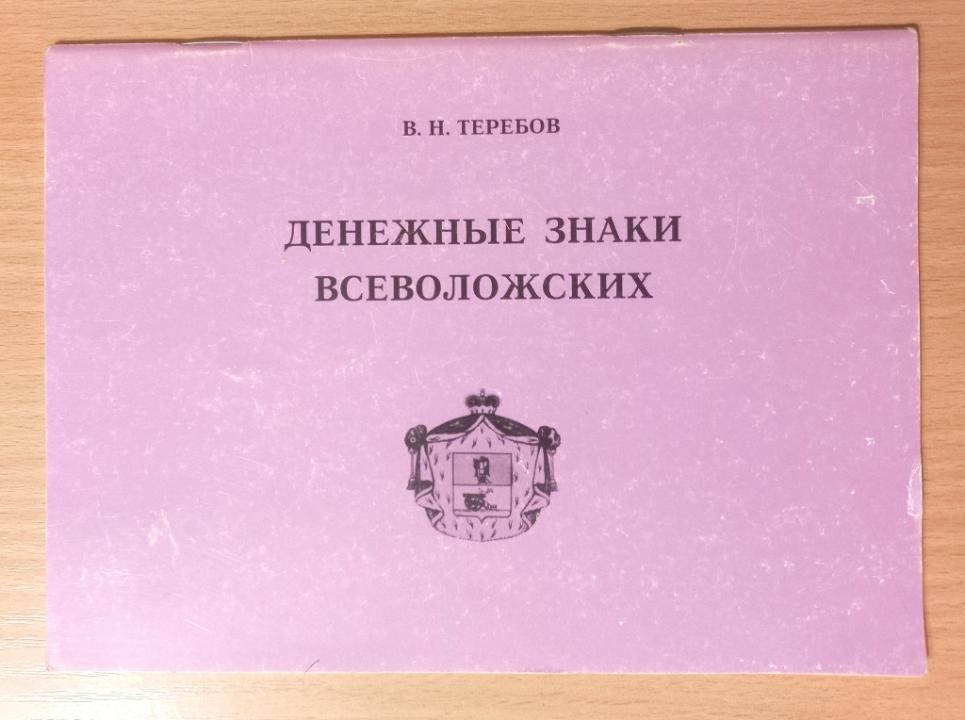 В. Н. ТЕРЕБОВ
ДЕНЕЖНЫЕ ЗНАКИ
ВСЕВОЛОЖСКИХ